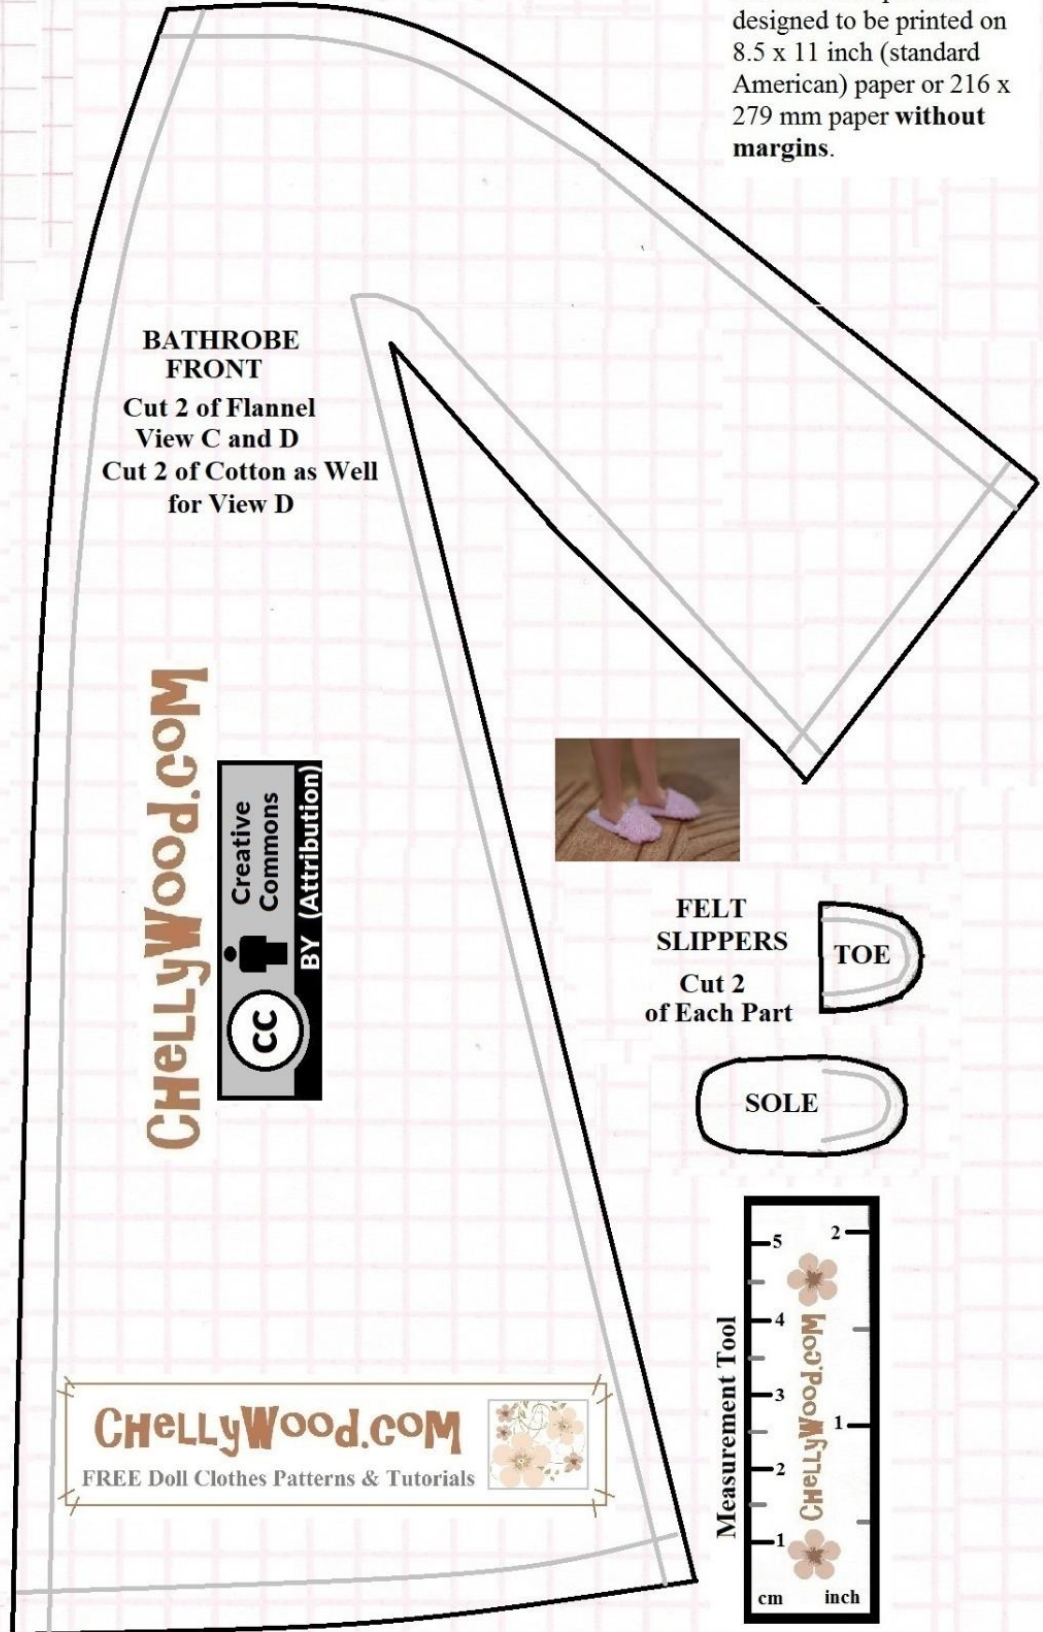 designed to be printed on
8.5 x 11 inch (standard
American) paper or 216 x
279 mm paper without
margins.
BATHROBE
FRONT
Cut 2 of Flannel
View C and D
Cut 2 of Cotton as Well
for View D
CHeLLyWooD.coM
Creative
Commons
BY (Attribution)
cc
FELT
SLIPPERS
Cut 2
of Each Part
TOE
SOLE
CHeLLyWooD.coM
FREE Doll Clothes Patterns & Tutorials
Measurement Tool
5
4
3
2
1
cm
CHeLLyWooD.coM
2
1
inch